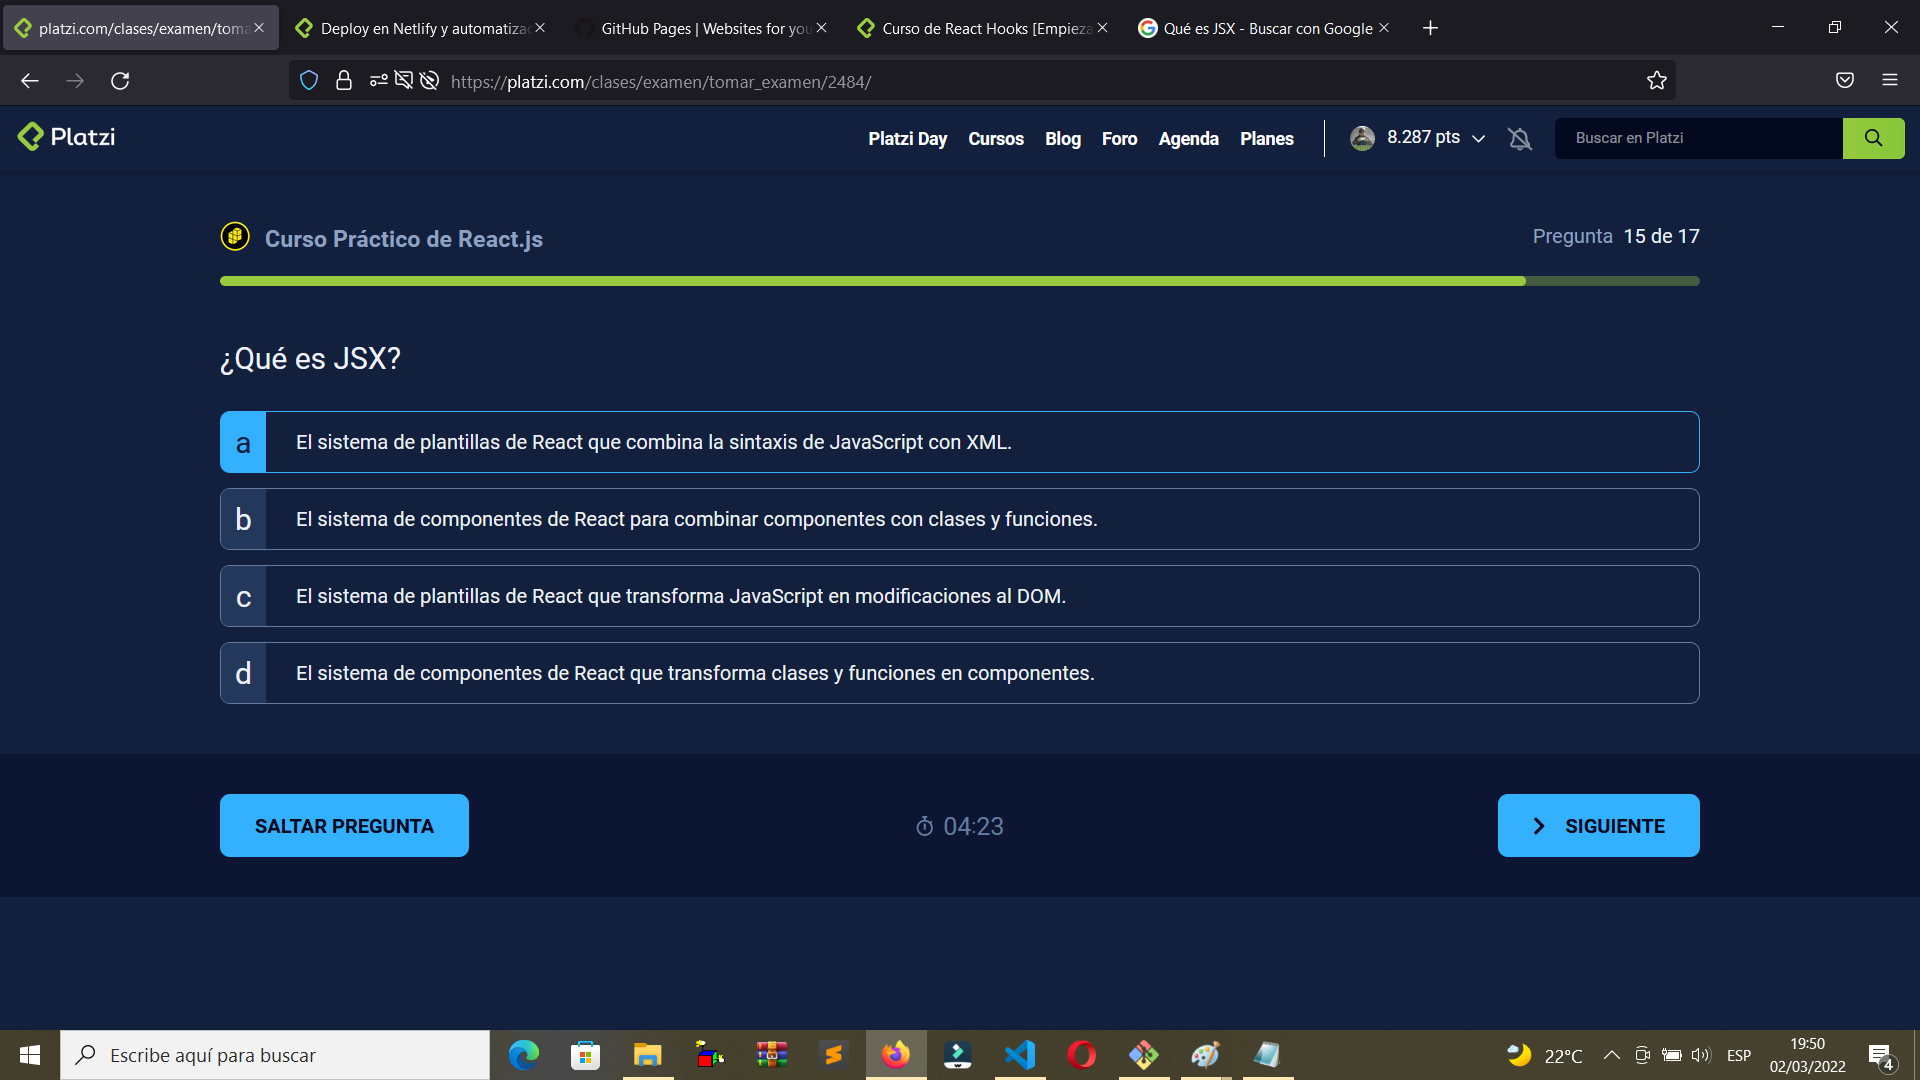 platzi.com/clases/examen/toma
Deploy en Netlify y automatiza
GitHub Pages | Websites for you
Curso de React Hooks [Empieza
Qué es JSX - Buscar con Google
https://platzi.com/clases/examen/tomar_examen/2484/
Platzi
Platzi Day
Cursos
Blog
Foro
Agenda
Planes
8.287 pts
Buscar en Platzi
Curso Práctico de React.js
Pregunta 15 de 17
¿Qué es JSX?
a El sistema de plantillas de React que combina la sintaxis de JavaScript con XML.
b El sistema de componentes de React para combinar componentes con clases y funciones.
c El sistema de plantillas de React que transforma JavaScript en modificaciones al DOM.
d El sistema de componentes de React que transforma clases y funciones en componentes.
SALTAR PREGUNTA
04:23
SIGUIENTE
Escribe aquí para buscar
22°C
ESP
19:50
02/03/2022
4